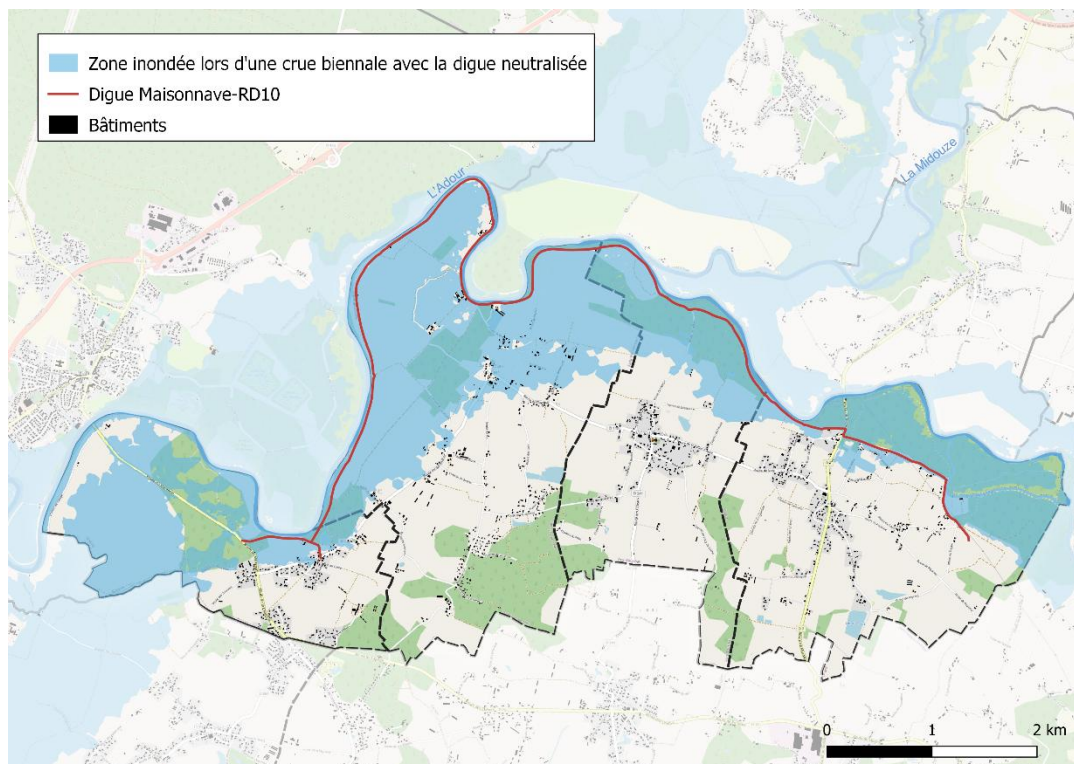 Zone inondée lors d'une crue biennale avec la digue neutralisée
Digue Maisonnave-RD10
Bâtiments
L'Adour
La Midouze
0 1 2 km